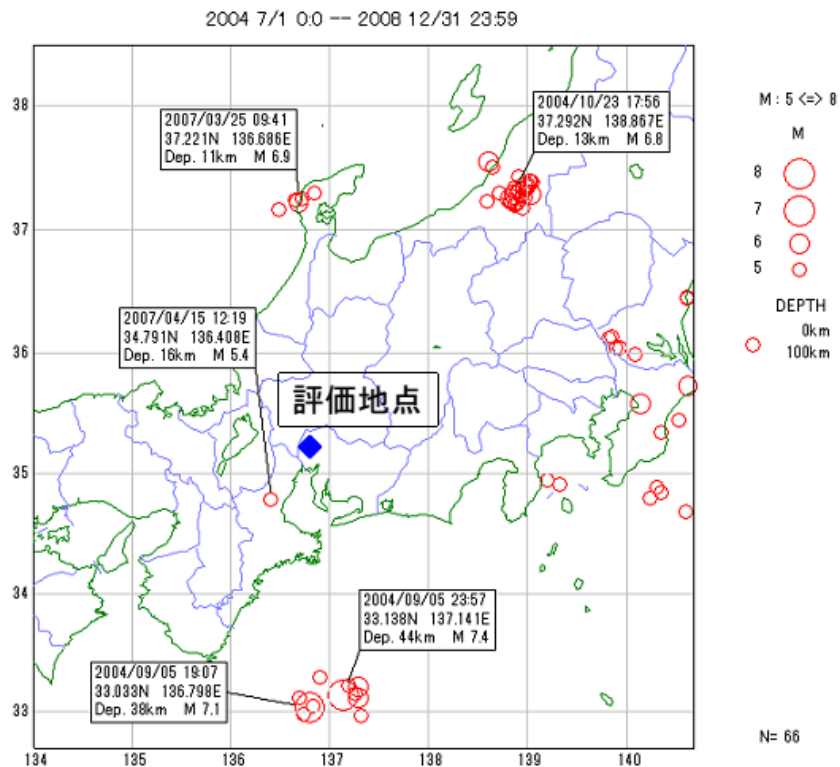 2004 7/1 0:0 -- 2008 12/31 23:59
2007/03/25 09:41
37.221N 136.686E
Dep. 11km M 6.9
2004/10/23 17:56
37.292N 138.867E
Dep. 13km M 6.8
2007/04/15 12:19
34.791N 136.408E
Dep. 16km M 5.4
評価地点
2004/09/05 23:57
33.138N 137.141E
Dep. 44km M 7.4
2004/09/05 19:07
33.033N 136.798E
Dep. 38km M 7.1
38
37
36
35
34
33
134 135 136 137 138 139 140
M : 5 <=> 8
M
8
7
6
5
DEPTH
0km
100km
N= 66